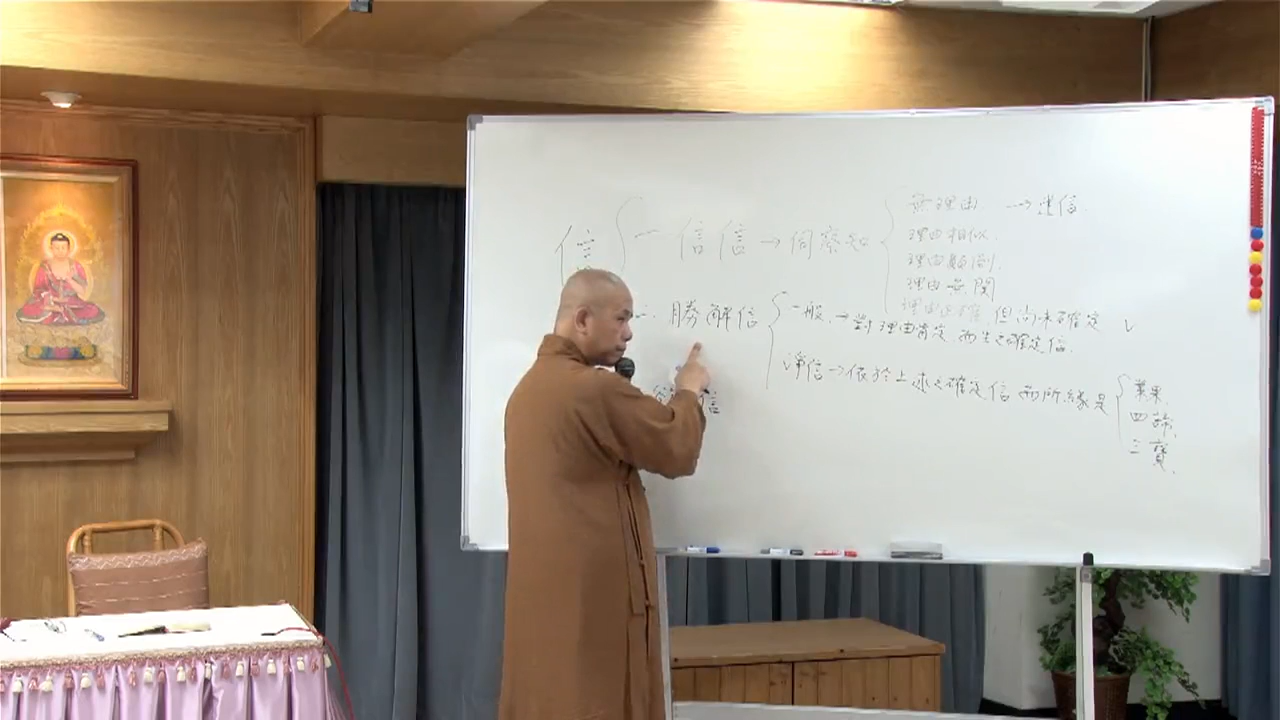 信 一 信信→伺察知
無理由 →迷信
理由相似
理由顛倒
理由無關
理由正確 但尚未確定
二、勝解信
一般→對理由肯定,而生之確定信
淨信→依於上述之確定信 而所緣是
業果
四諦
三寶
信